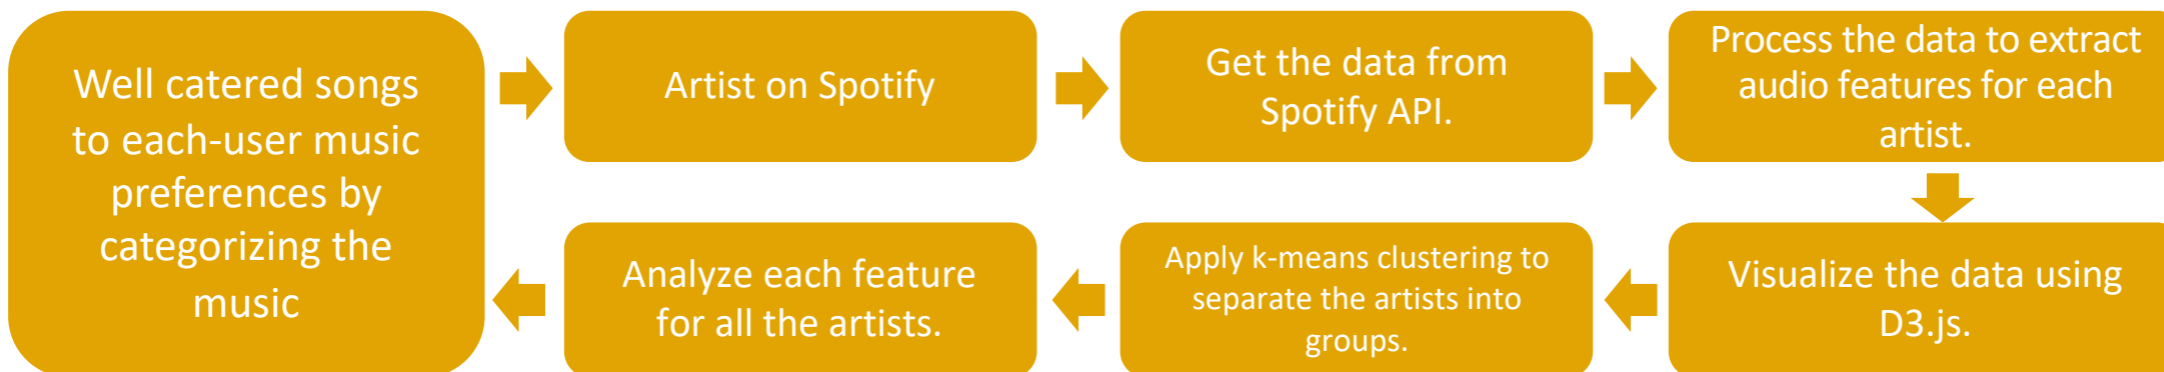 Well catered songs
to each-user music
preferences by
categorizing the
music
Artist on Spotify
Get the data from
Spotify API.
Process the data to extract
audio features for each
artist.
Visualize the data using
D3.js.
Apply k-means clustering to
separate the artists into
groups.
Analyze each feature
for all the artists.